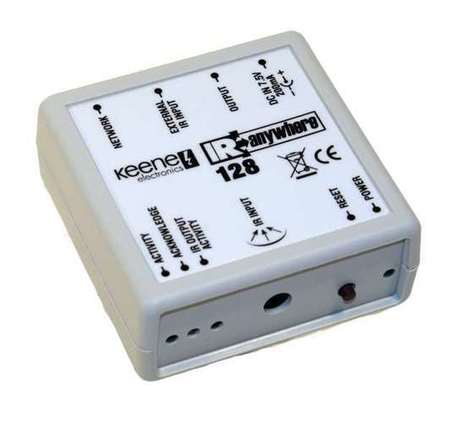 NETWORK
EXTERNAL
IR INPUT
OUTPUT
DC IN 7.5V
200mA
- +
Keene
electronics
IR anywhere
128
CE
ACTIVITY
ACKNOWLEDGE
IR OUTPUT
ACTIVITY
IR INPUT
RESET
POWER